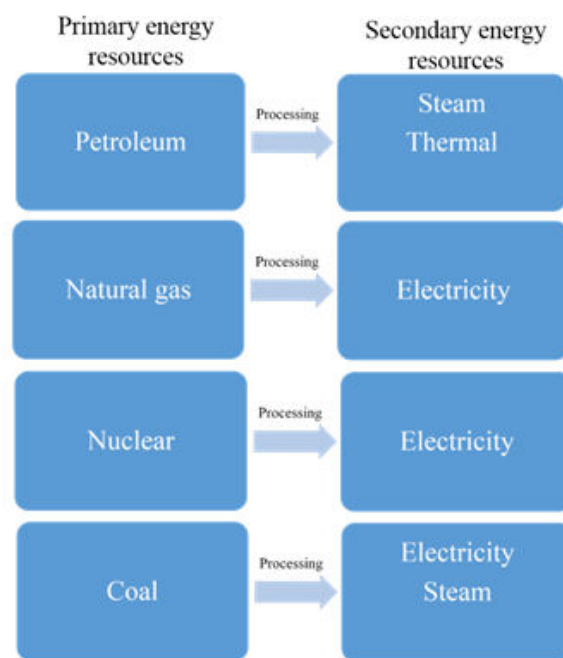 Primary energy
resources
Secondary energy
resources
Petroleum
Processing
Steam
Thermal
Natural gas
Processing
Electricity
Nuclear
Processing
Electricity
Coal
Processing
Electricity
Steam